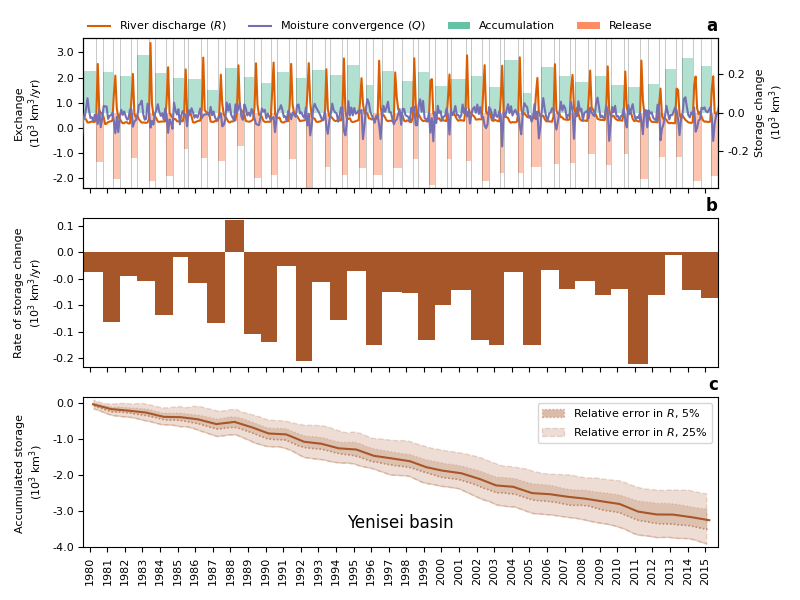 River discharge (R) Moisture convergence (Q) Accumulation Release
a
Exchange
(10³ km³/yr)
3.0
2.0
1.0
0.0
-1.0
-2.0
0.2
0.0
-0.2
Storage change
(10³ km³)
b
Rate of storage change
(10³ km³/yr)
0.1
0.0
-0.0
-0.1
-0.1
-0.2
c
Accumulated storage
(10³ km³)
0.0
-1.0
-2.0
-3.0
-4.0
Relative error in R, 5%
Relative error in R, 25%
Yenisei basin
1980 1981 1982 1983 1984 1985 1986 1987 1988 1989 1990 1991 1992 1993 1994 1995 1996 1997 1998 1999 2000 2001 2002 2003 2004 2005 2006 2007 2008 2009 2010 2011 2012 2013 2014 2015